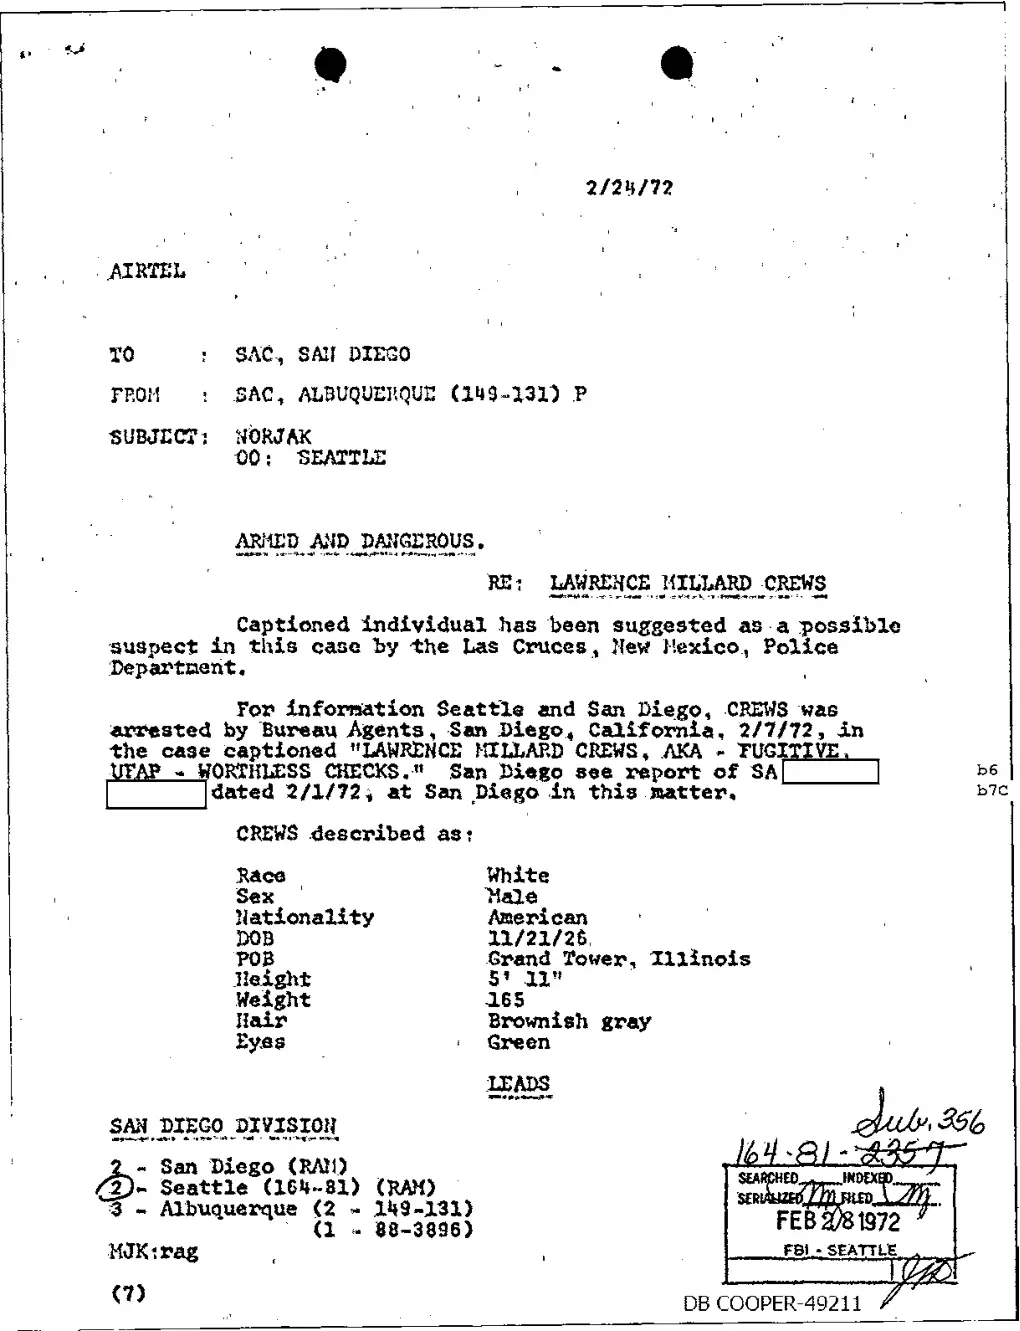 2/24/72
AIRTEL
TO : SAC, SAN DIEGO
FROM : SAC, ALBUQUERQUE (149-131) P
SUBJECT: NORJAK
OO: SEATTLE
ARMED AND DANGEROUS.
RE: LAWRENCE MILLARD CREWS
Captioned individual has been suggested as a possible
suspect in this case by the Las Cruces, New Mexico, Police
Department.
For information Seattle and San Diego, CREWS was
arrested by Bureau Agents, San Diego, California, 2/7/72, in
the case captioned "LAWRENCE MILLARD CREWS, AKA - FUGITIVE,
UFAP - WORTHLESS CHECKS." San Diego see report of SA
dated 2/1/72, at San Diego in this matter.
b6
b7C
CREWS described as:
Race White
Sex Male
Nationality American
DOB 11/21/26
POB Grand Tower, Illinois
Height 5' 11"
Weight 165
Hair Brownish gray
Eyes Green
LEADS
SAN DIEGO DIVISION
2 - San Diego (RAM)
2 - Seattle (164-81) (RAM)
3 - Albuquerque (2 - 149-131)
(1 - 88-3896)
MJK:rag
(7)
Sub. 356
164-81-2357
SEARCHED INDEXED
SERIALIZED FILED
FEB 28 1972
FBI - SEATTLE
DB COOPER-49211